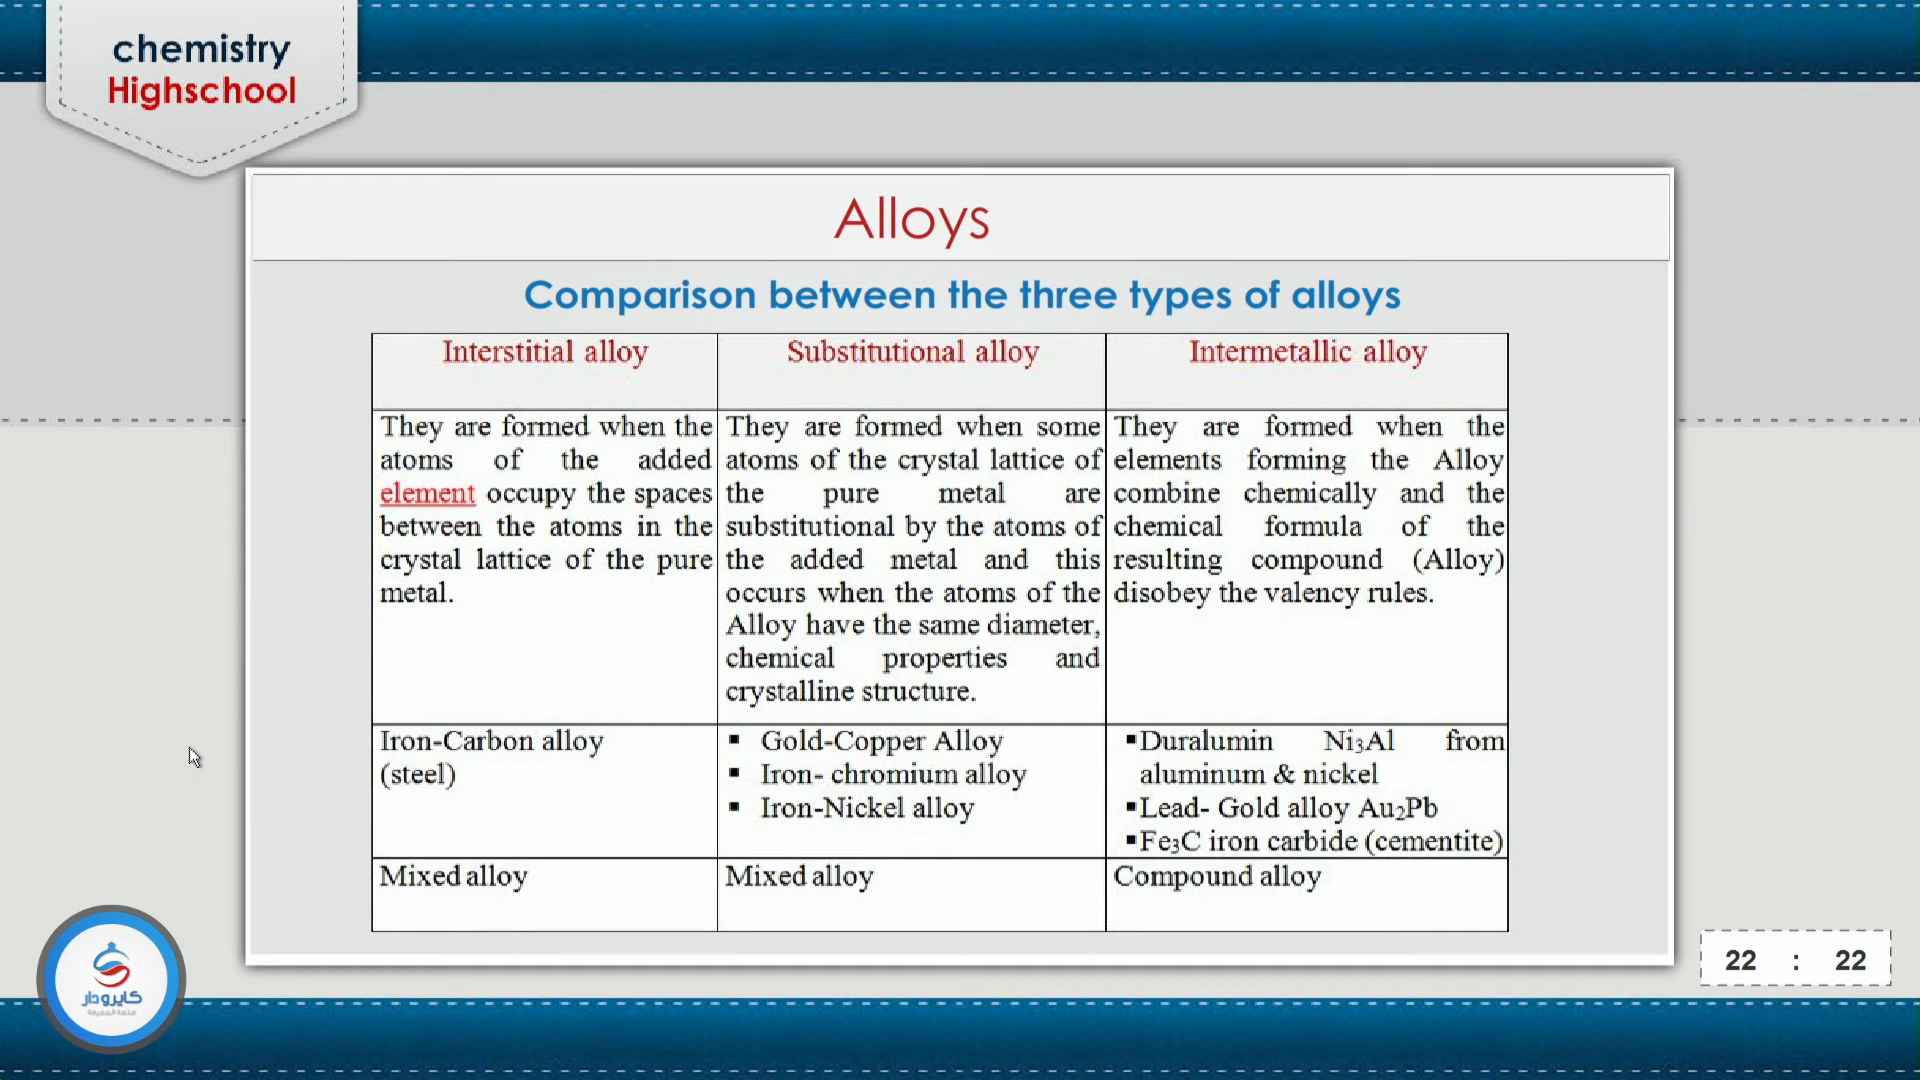 chemistry
Highschool
Alloys
Comparison between the three types of alloys
Interstitial alloy
Substitutional alloy
Intermetallic alloy
They are formed when the
atoms of the added
element occupy the spaces
between the atoms in the
crystal lattice of the pure
metal.
They are formed when some
atoms of the crystal lattice of
the pure metal are
substitutional by the atoms of
the added metal and this
occurs when the atoms of the
Alloy have the same diameter,
chemical properties and
crystalline structure.
They are formed when the
elements forming the Alloy
combine chemically and the
chemical formula of the
resulting compound (Alloy)
disobey the valency rules.
Iron-Carbon alloy
(steel)
▪ Gold-Copper Alloy
▪ Iron- chromium alloy
▪ Iron-Nickel alloy
▪Duralumin Ni₃Al from
aluminum & nickel
▪Lead- Gold alloy Au₂Pb
▪Fe₃C iron carbide (cementite)
Mixed alloy
Mixed alloy
Compound alloy
كايرودار
متعة المعرفة
22 : 22